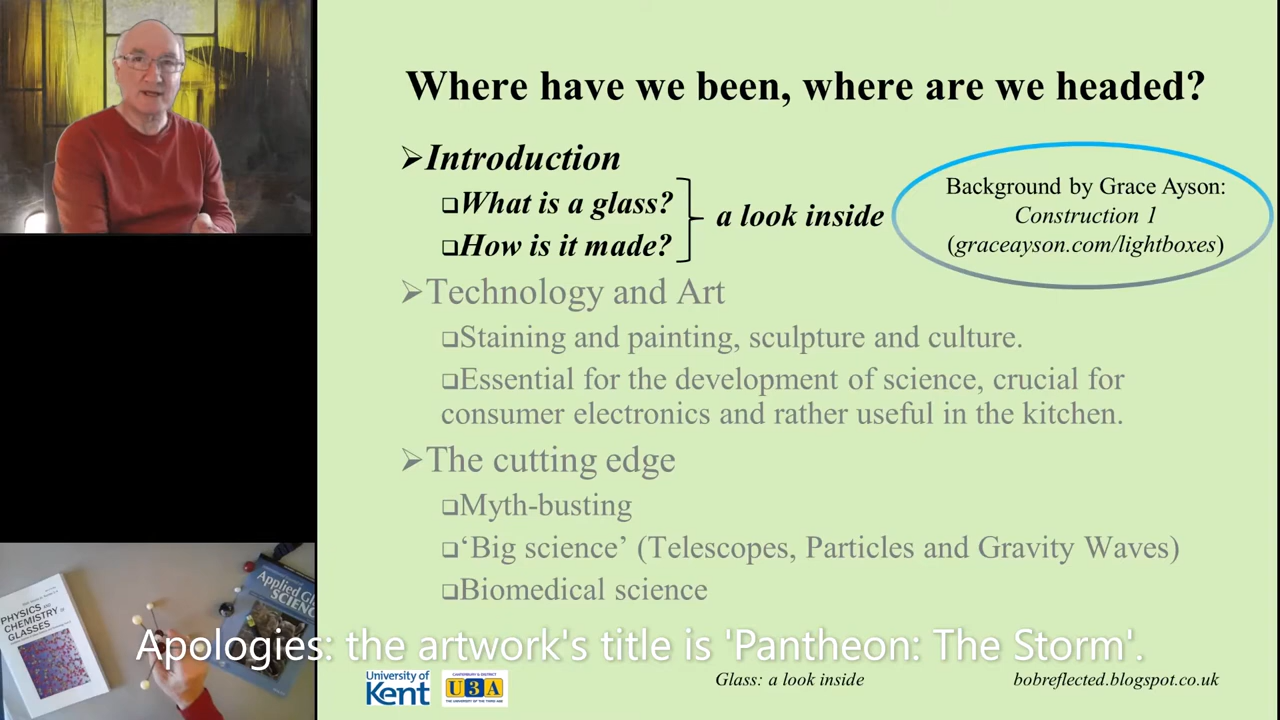 Where have we been, where are we headed?
➢Introduction
❑What is a glass?
❑How is it made?
a look inside
Background by Grace Ayson:
Construction 1
(graceayson.com/lightboxes)
➢Technology and Art
❑Staining and painting, sculpture and culture.
❑Essential for the development of science, crucial for
consumer electronics and rather useful in the kitchen.
➢The cutting edge
❑Myth-busting
❑‘Big science’ (Telescopes, Particles and Gravity Waves)
❑Biomedical science
PHYSICS AND
CHEMISTRY OF
GLASSES
Applied
SCIENC
Apologies: the artwork's title is 'Pantheon: The Storm'.
University of
Kent
U3A
Glass: a look inside
bobreflected.blogspot.co.uk